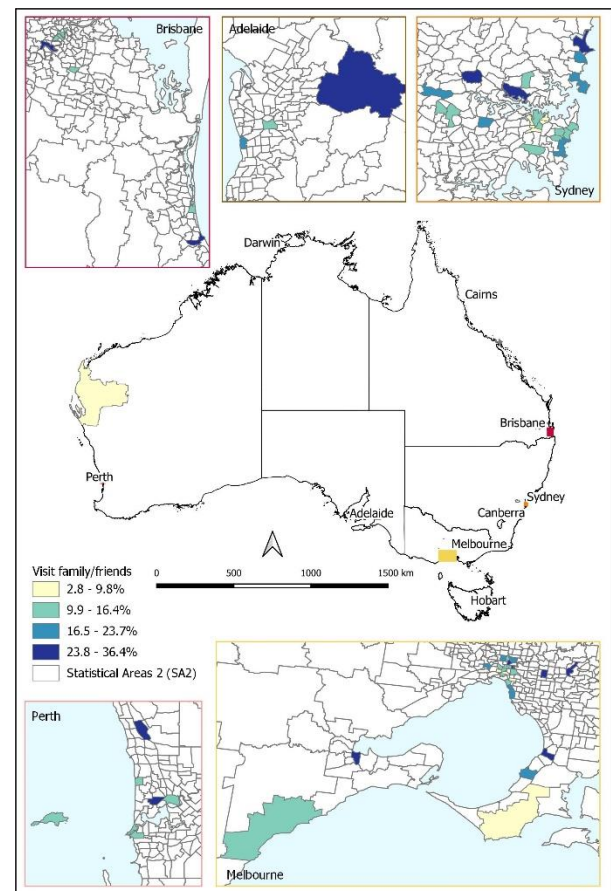 Brisbane
Adelaide
Sydney
Darwin
Cairns
Brisbane
Perth
Sydney
Adelaide
Canberra
Melbourne
Hobart
0 500 1000 1500 km
Visit family/friends
2.8 - 9.8%
9.9 - 16.4%
16.5 - 23.7%
23.8 - 36.4%
Statistical Areas 2 (SA2)
Perth
Melbourne